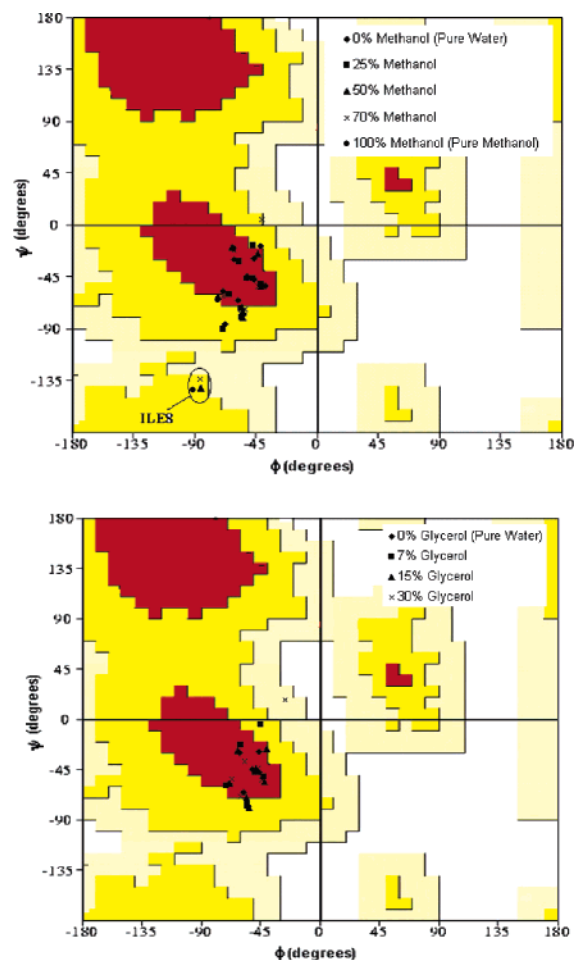 180
135
90
45
0
-45
-90
-135
ψ (degrees)
0% Methanol (Pure Water)
25% Methanol
50% Methanol
70% Methanol
100% Methanol (Pure Methanol)
ILE8
-180 -135 -90 -45 0 45 90 135 180
Φ (degrees)
180
135
90
45
0
-45
-90
-135
ψ (degrees)
0% Glycerol (Pure Water)
7% Glycerol
15% Glycerol
30% Glycerol
-180 -135 -90 -45 0 45 90 135 180
Φ (degrees)